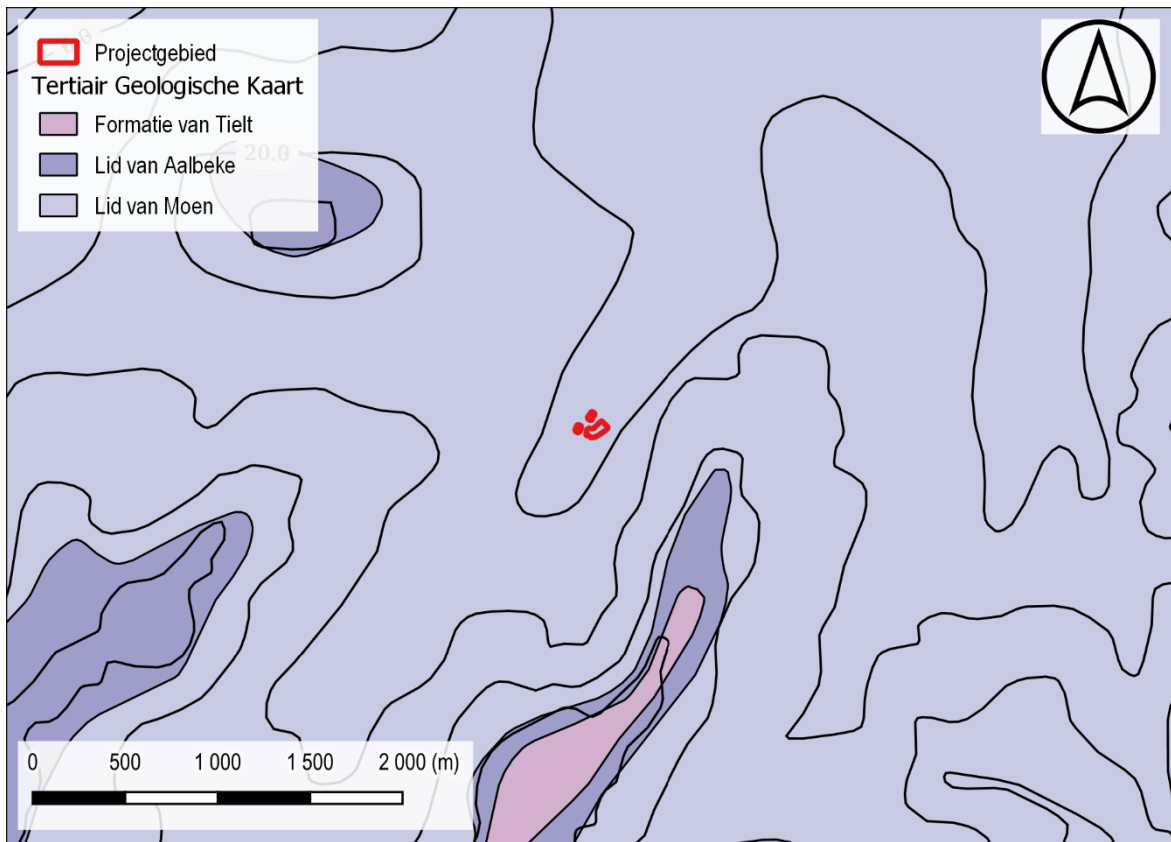 Projectgebied
Tertiair Geologische Kaart
Formatie van Tielt
20.0
Lid van Aalbeke
Lid van Moen
0 500 1 000 1 500 2 000 (m)